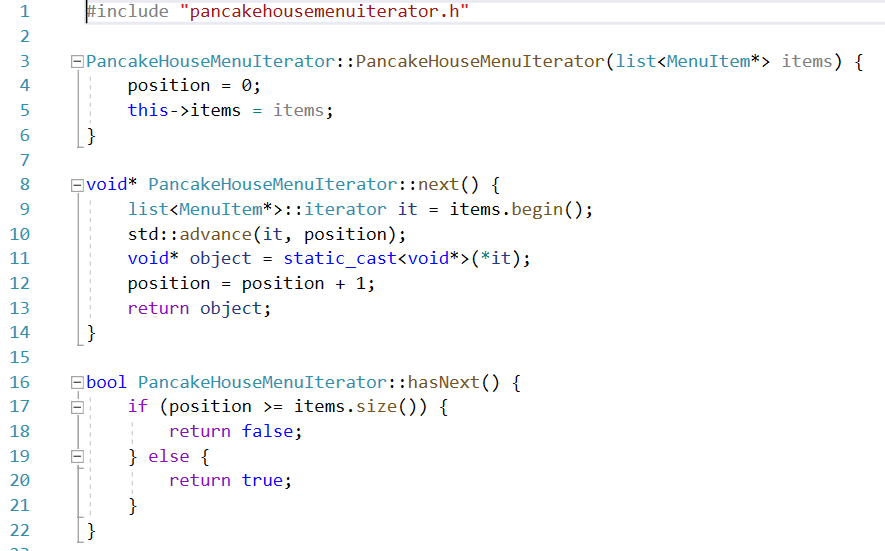 1 #include "pancakehousemenuiterator.h"
2
3 PancakeHouseMenuIterator::PancakeHouseMenuIterator(list<MenuItem*> items) {
4     position = 0;
5     this->items = items;
6 }
7
8 void* PancakeHouseMenuIterator::next() {
9     list<MenuItem*>::iterator it = items.begin();
10     std::advance(it, position);
11     void* object = static_cast<void*>(*it);
12     position = position + 1;
13     return object;
14 }
15
16 bool PancakeHouseMenuIterator::hasNext() {
17     if (position >= items.size()) {
18         return false;
19     } else {
20         return true;
21     }
22 }